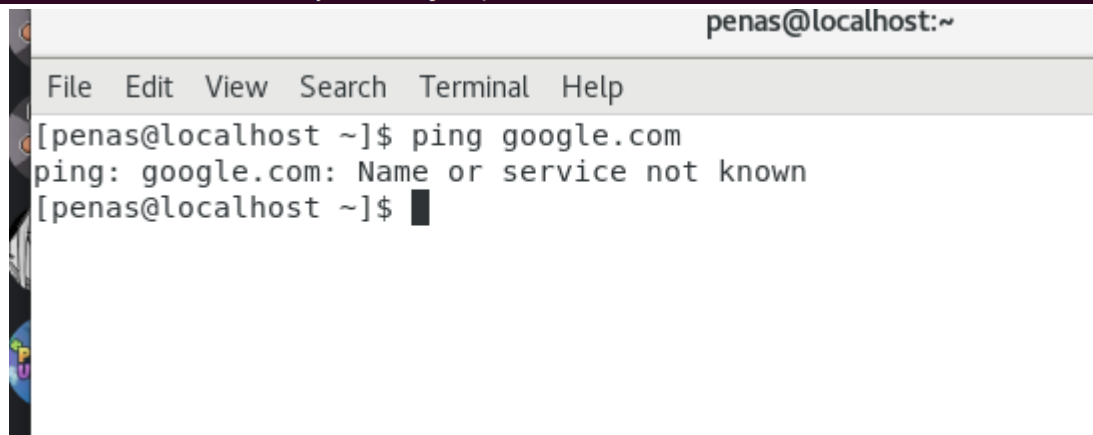 penas@localhost:~
File Edit View Search Terminal Help
[penas@localhost ~]$ ping google.com
ping: google.com: Name or service not known
[penas@localhost ~]$